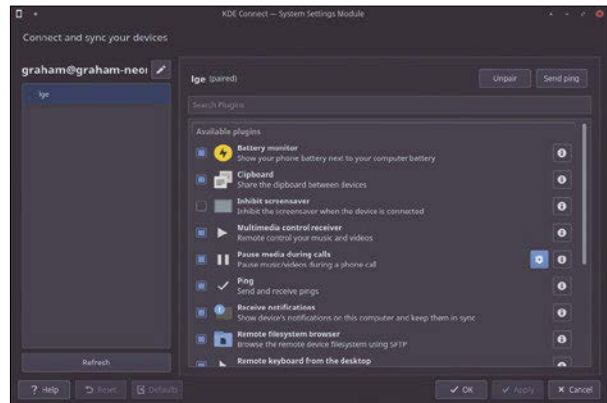 KDE Connect — System Settings Module
Connect and sync your devices
graham@graham-neon
lge
Refresh
lge (paired)
Unpair
Send ping
Search Plugins
Available plugins
Battery monitor
Show your phone battery next to your computer battery
Clipboard
Share the clipboard between devices
Inhibit screensaver
Inhibit the screensaver when the device is connected
Multimedia control receiver
Remote control your music and videos
Pause media during calls
Pause music/videos during a phone call
Ping
Send and receive pings
Receive notifications
Show device's notifications on this computer and keep them in sync
Remote filesystem browser
Browse the remote device filesystem using SFTP
Remote keyboard from the desktop
? Help
Reset
Defaults
OK
Apply
Cancel